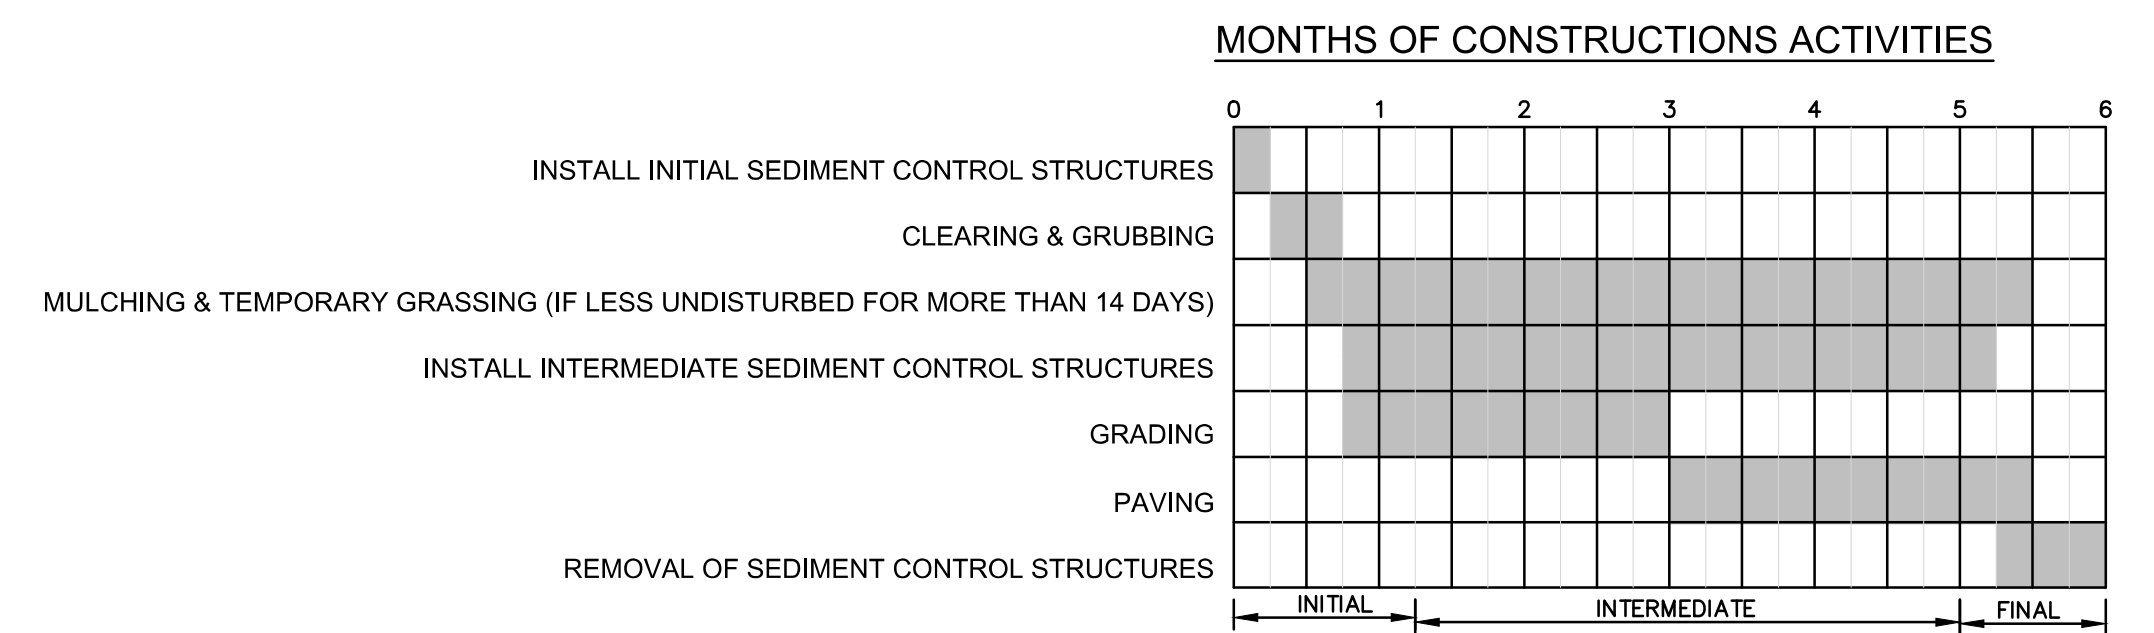 MONTHS OF CONSTRUCTIONS ACTIVITIES
0 1 2 3 4 5 6
INSTALL INITIAL SEDIMENT CONTROL STRUCTURES
CLEARING & GRUBBING
MULCHING & TEMPORARY GRASSING (IF LESS UNDISTURBED FOR MORE THAN 14 DAYS)
INSTALL INTERMEDIATE SEDIMENT CONTROL STRUCTURES
GRADING
PAVING
REMOVAL OF SEDIMENT CONTROL STRUCTURES
INITIAL INTERMEDIATE FINAL